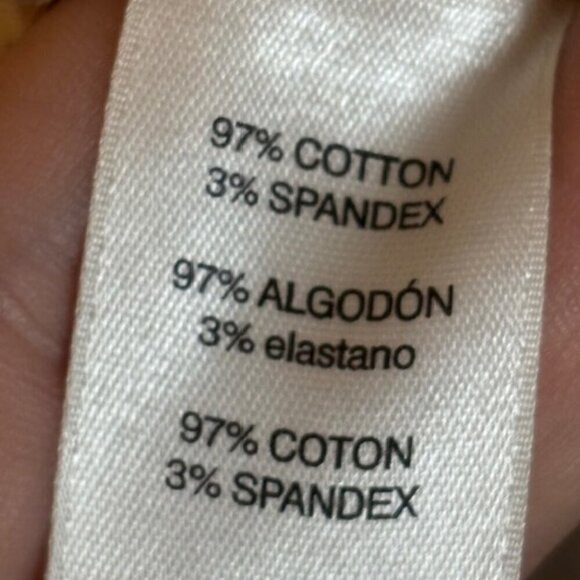 97% COTTON
3% SPANDEX
97% ALGODÓN
3% elastano
97% COTON
3% SPANDEX